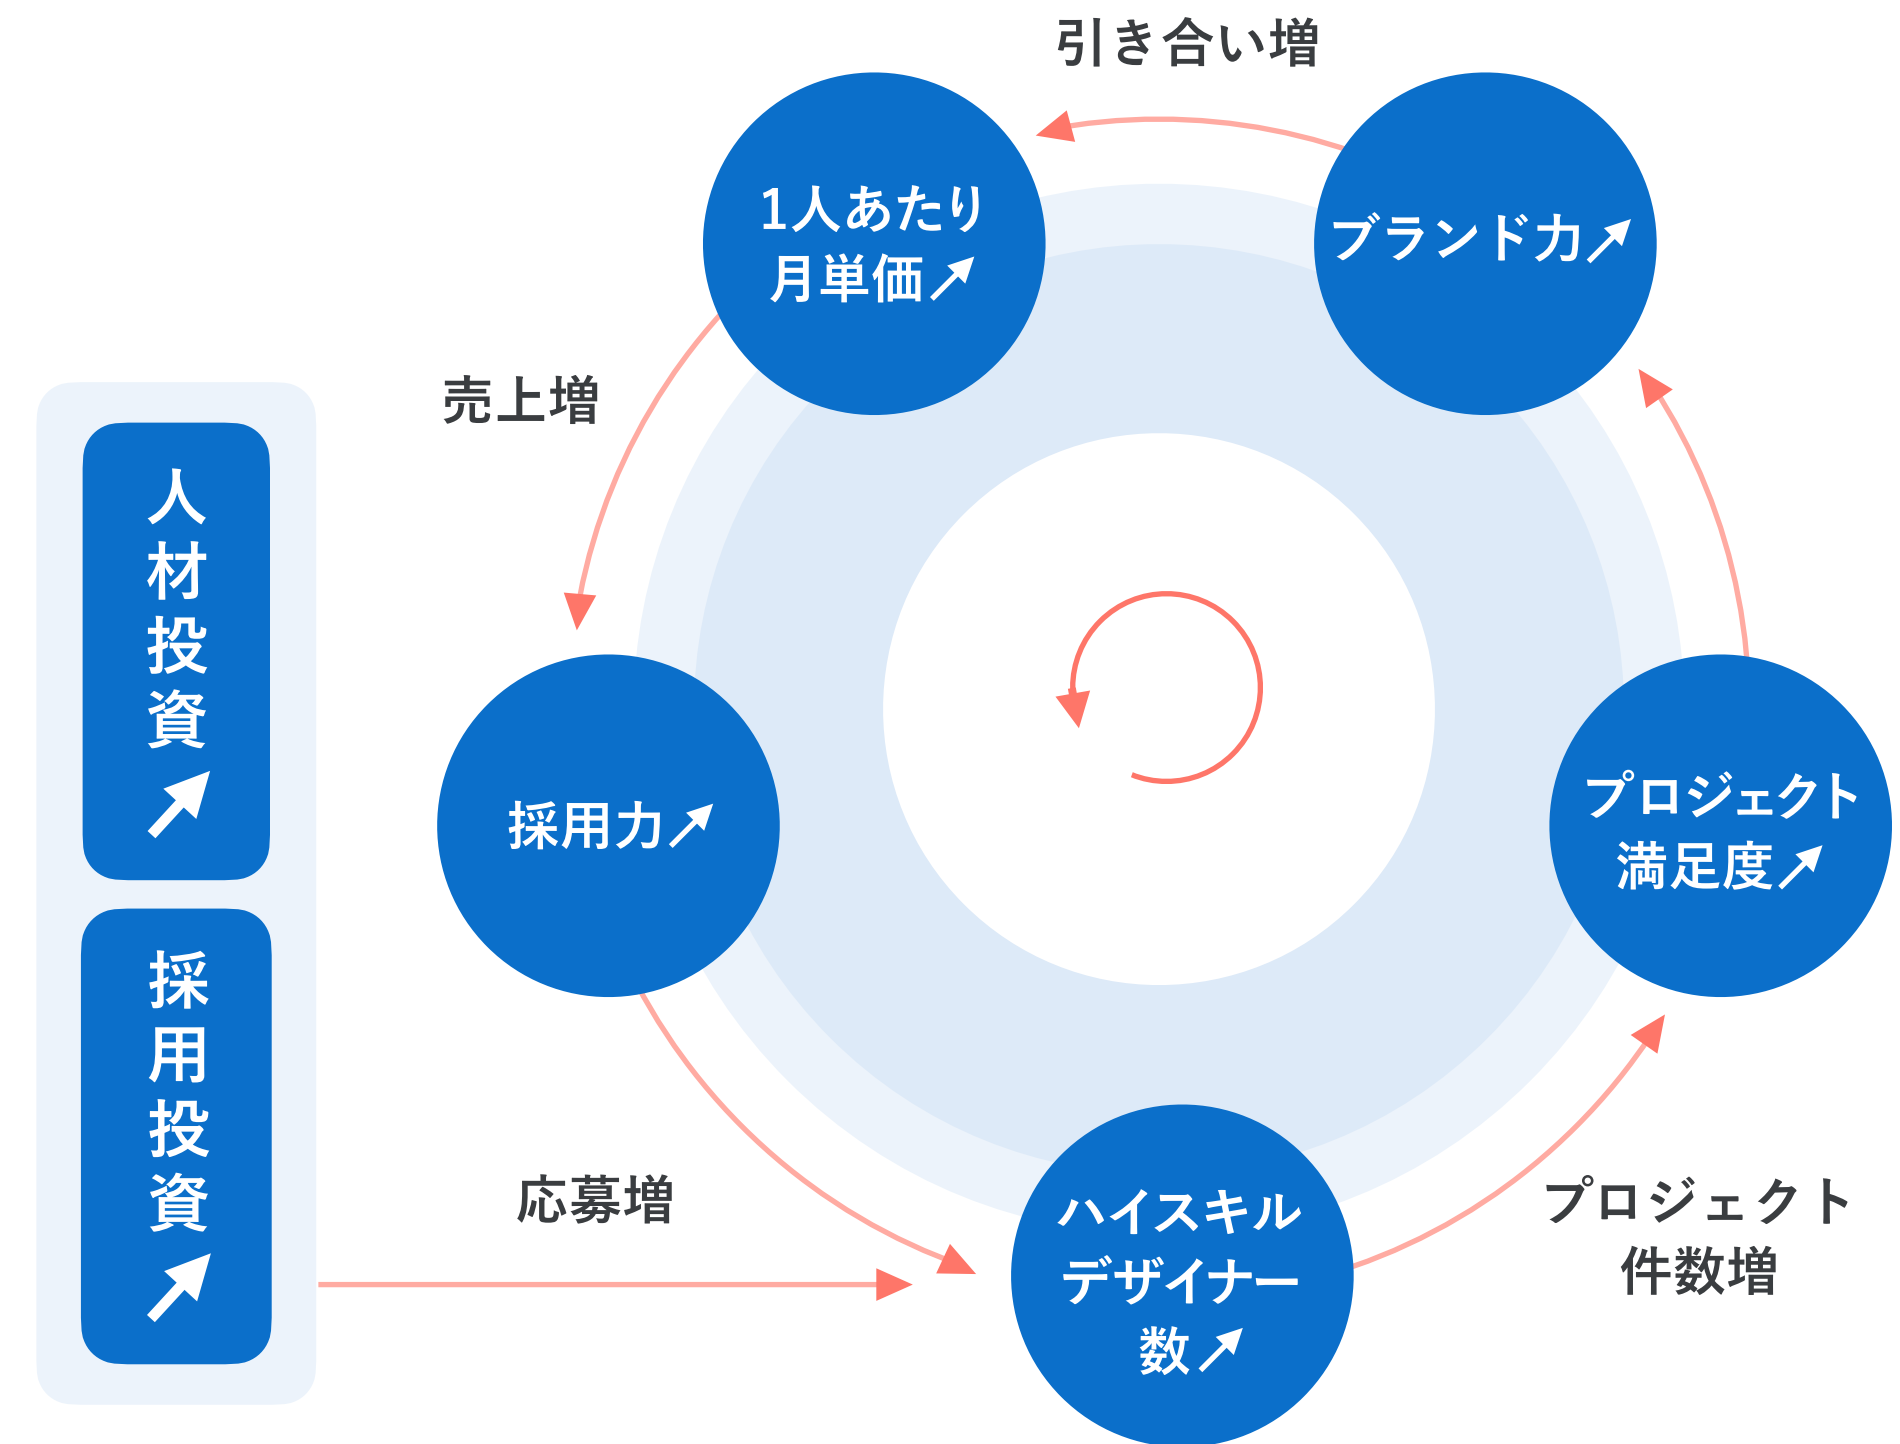 引き合い増
1人あたり
月単価
ブランド力
売上増
人材投資
採用力
プロジェクト
満足度
採用投資
応募増
ハイスキル
デザイナー
数
プロジェクト
件数増